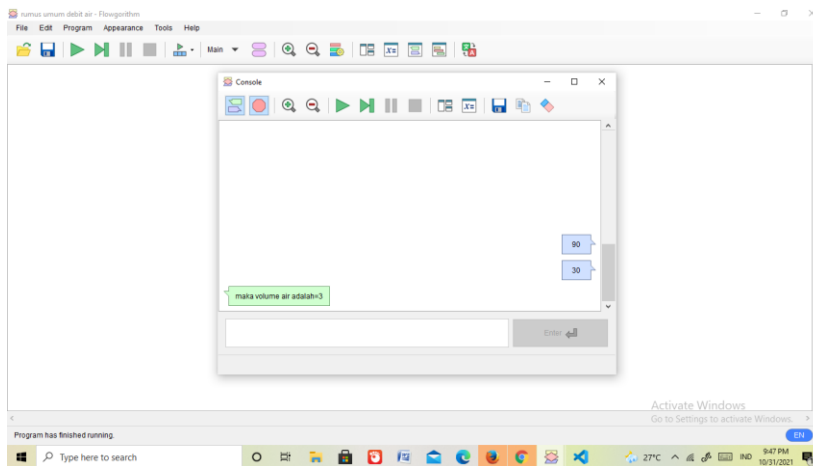 rumus umum debit air - Flowgorithm
File Edit Program Appearance Tools Help
Main
Console
90
30
maka volume air adalah=3
Enter
Activate Windows
Go to Settings to activate Windows.
Program has finished running.
EN
Type here to search
27°C
IND
9:47 PM
10/31/2021